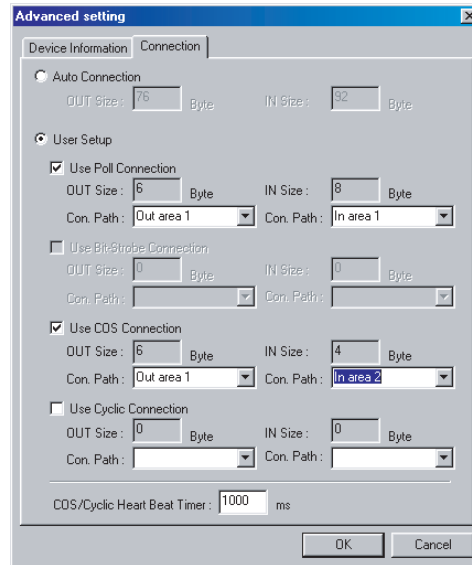 Advanced setting
Device Information Connection
Auto Connection
OUT Size : 76 Byte IN Size : 92 Byte
User Setup
Use Poll Connection
OUT Size : 6 Byte IN Size : 8 Byte
Con. Path : Out area 1 In area 1
Use Bit-Strobe Connection
OUT Size : 0 Byte IN Size : 0 Byte
Con. Path : Con. Path :
Use COS Connection
OUT Size : 6 Byte IN Size : 4 Byte
Con. Path : Out area 1 Con. Path : In area 2
Use Cyclic Connection
OUT Size : 0 Byte IN Size : 0 Byte
Con. Path : Con. Path :
COS/Cyclic Heart Beat Timer : 1000 ms
OK Cancel